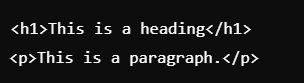 <h1>This is a heading</h1>
<p>This is a paragraph.</p>